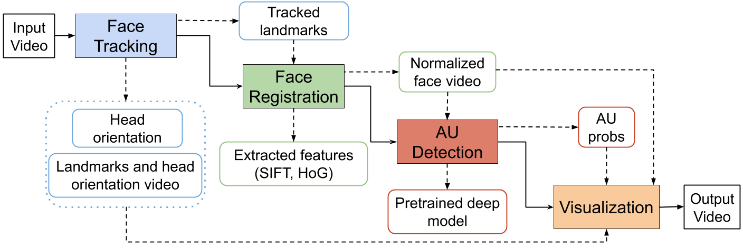 Input
Video
Face
Tracking
Tracked
landmarks
Head
orientation
Landmarks and head
orientation video
Face
Registration
Extracted features
(SIFT, HoG)
Normalized
face video
AU
Detection
Pretrained deep
model
AU
probs
Visualization
Output
Video